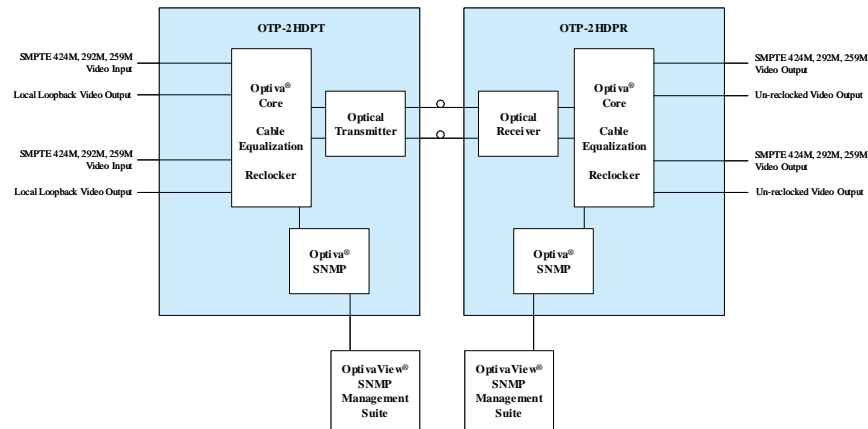 OTP-2HDPT
OTP-2HDPR
SMPTE 424M, 292M, 259M
Video Input
Local Loopback Video Output
SMPTE 424M, 292M, 259M
Video Input
Local Loopback Video Output
Optiva®
Core
Cable
Equalization
Reclocker
Optical
Transmitter
Optical
Receiver
Optiva®
Core
Cable
Equalization
Reclocker
SMPTE 424M, 292M, 259M
Video Output
Un-reclocked Video Output
SMPTE 424M, 292M, 259M
Video Output
Un-reclocked Video Output
Optiva®
SNMP
Optiva®
SNMP
OptivaView®
SNMP
Management
Suite
OptivaView®
SNMP
Management
Suite